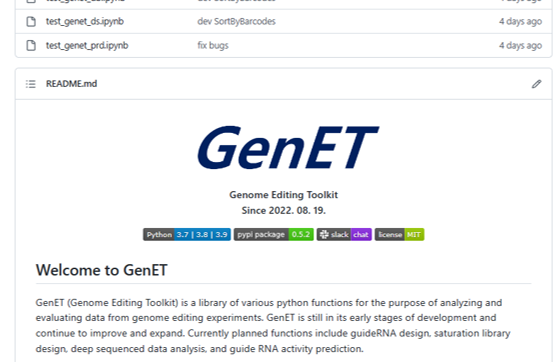 test_genet_ds.ipynb dev SortByBarcodes 4 days ago
test_genet_prd.ipynb fix bugs 4 days ago
README.md
GenET
Genome Editing Toolkit
Since 2022. 08. 19.
Python 3.7 | 3.8 | 3.9 pypi package 0.5.2 slack chat license MIT
Welcome to GenET
GenET (Genome Editing Toolkit) is a library of various python functions for the purpose of analyzing and
evaluating data from genome editing experiments. GenET is still in its early stages of development and
continue to improve and expand. Currently planned functions include guideRNA design, saturation library
design, deep sequenced data analysis, and guide RNA activity prediction.